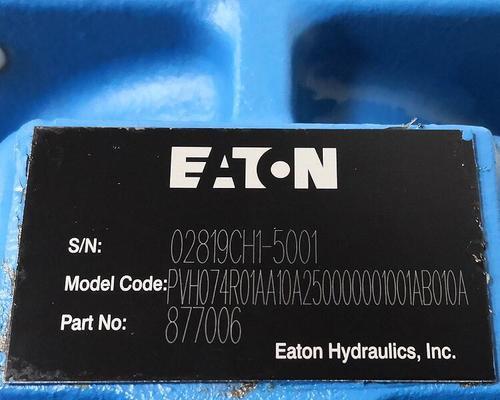 EATON
S/N: 02819CH1-5001
Model Code: PVH074R01AA10A250000001001AB010A
Part No: 877006
Eaton Hydraulics, Inc.